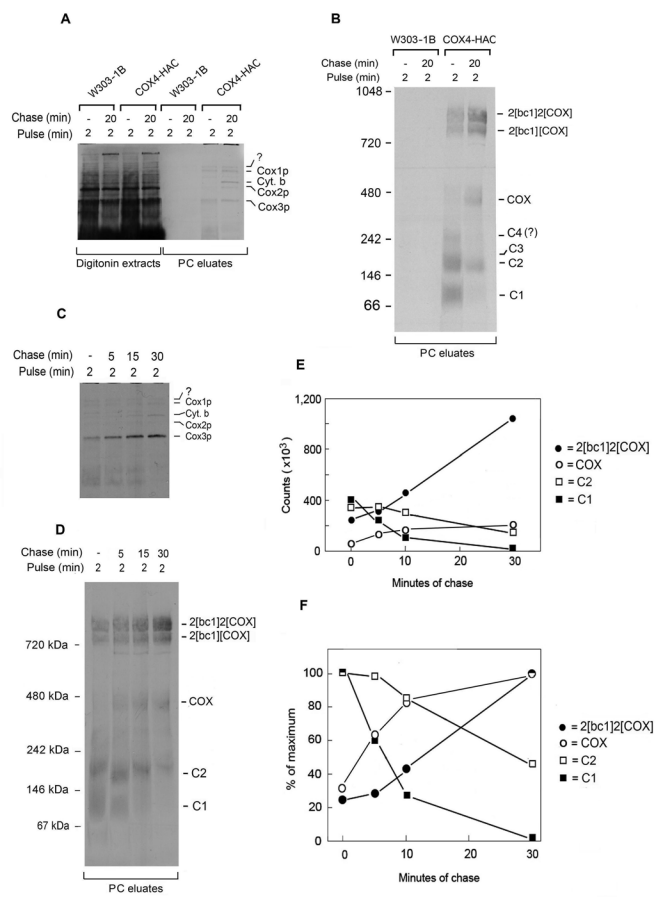 A
W303-1B COX4-HAC W303-1B COX4-HAC
Chase (min) - 20 - 20 - 20 - 20
Pulse (min) 2 2 2 2 2 2 2 2
?
Cox1p
Cyt. b
Cox2p
Cox3p
Digitonin extracts PC eluates
B
W303-1B COX4-HAC
Chase (min) - 20 - 20
Pulse (min) 2 2 2 2
1048
720
480
242
146
66
2[bc1]2[COX]
2[bc1][COX]
COX
C4 (?)
C3
C2
C1
PC eluates
C
Chase (min) - 5 15 30
Pulse (min) 2 2 2 2
?
Cox1p
Cyt. b
Cox2p
Cox3p
D
Chase (min) - 5 15 30
Pulse (min) 2 2 2 2
720 kDa
480 kDa
242 kDa
146 kDa
67 kDa
2[bc1]2[COX]
2[bc1][COX]
COX
C2
C1
PC eluates
E
Counts (x10³)
1,200
800
400
0
0 10 20 30
Minutes of chase
= 2[bc1]2[COX]
= COX
= C2
= C1
F
% of maximum
100
80
60
40
20
0
0 10 20 30
Minutes of chase
= 2[bc1]2[COX]
= COX
= C2
= C1